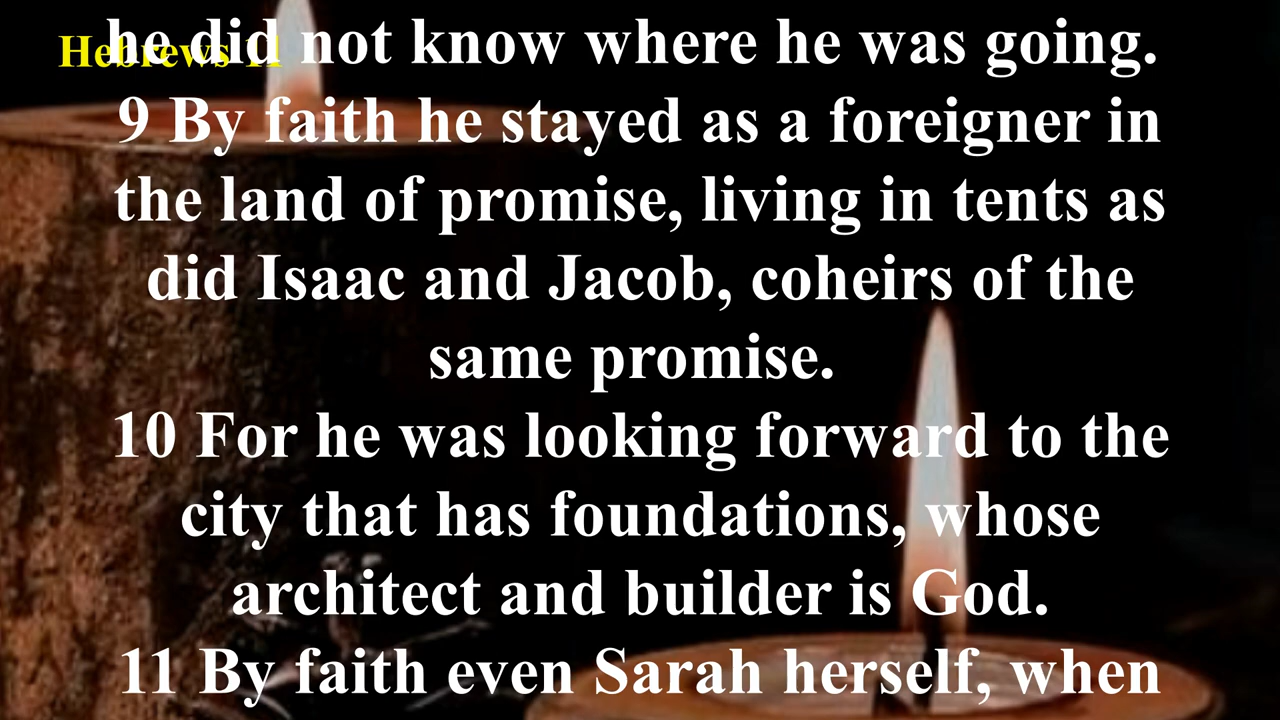 Hebrews 11
he did not know where he was going.
9 By faith he stayed as a foreigner in
the land of promise, living in tents as
did Isaac and Jacob, coheirs of the
same promise.
10 For he was looking forward to the
city that has foundations, whose
architect and builder is God.
11 By faith even Sarah herself, when